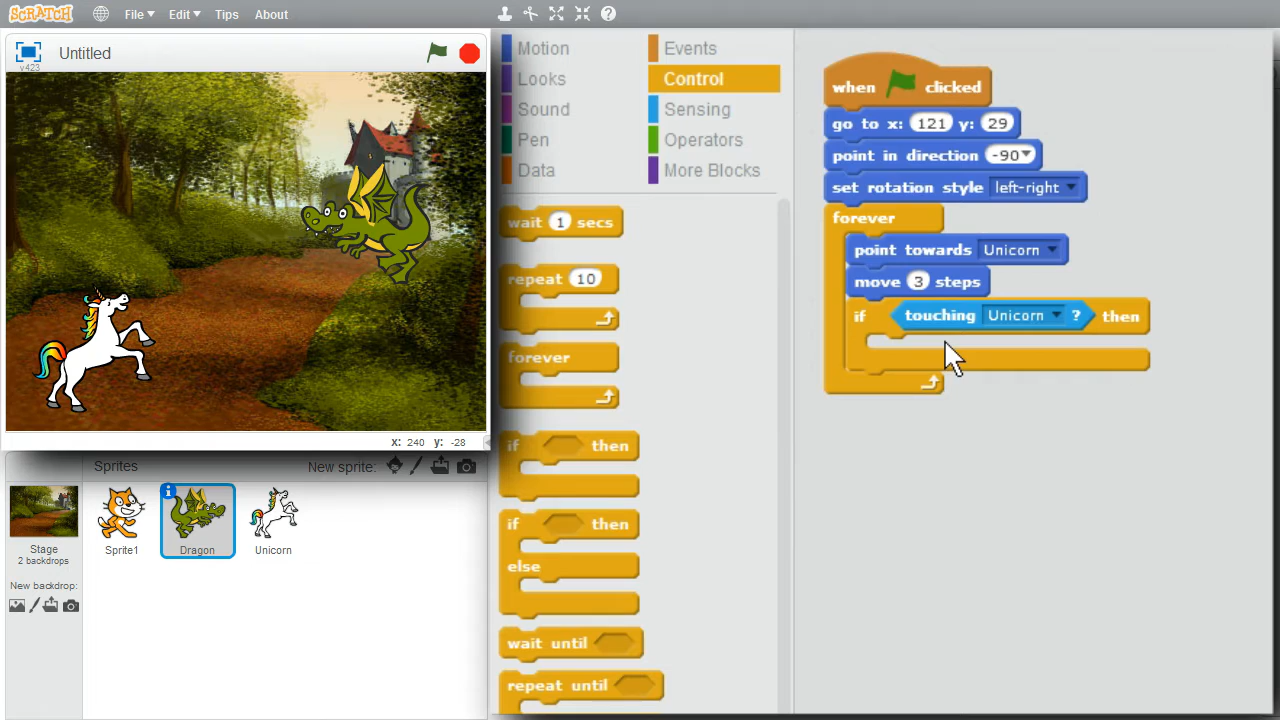 SCRATCH File Edit Tips About
Untitled
v423
x: 240 y: -28
Sprites New sprite:
Stage
2 backdrops
New backdrop:
Sprite1
Dragon
Unicorn
Motion Events
Looks Control
Sound Sensing
Pen Operators
Data More Blocks
wait 1 secs
repeat 10
forever
if then
if then
else
wait until
repeat until
when clicked
go to x: 121 y: 29
point in direction -90
set rotation style left-right
forever
point towards Unicorn
move 3 steps
if touching Unicorn ? then